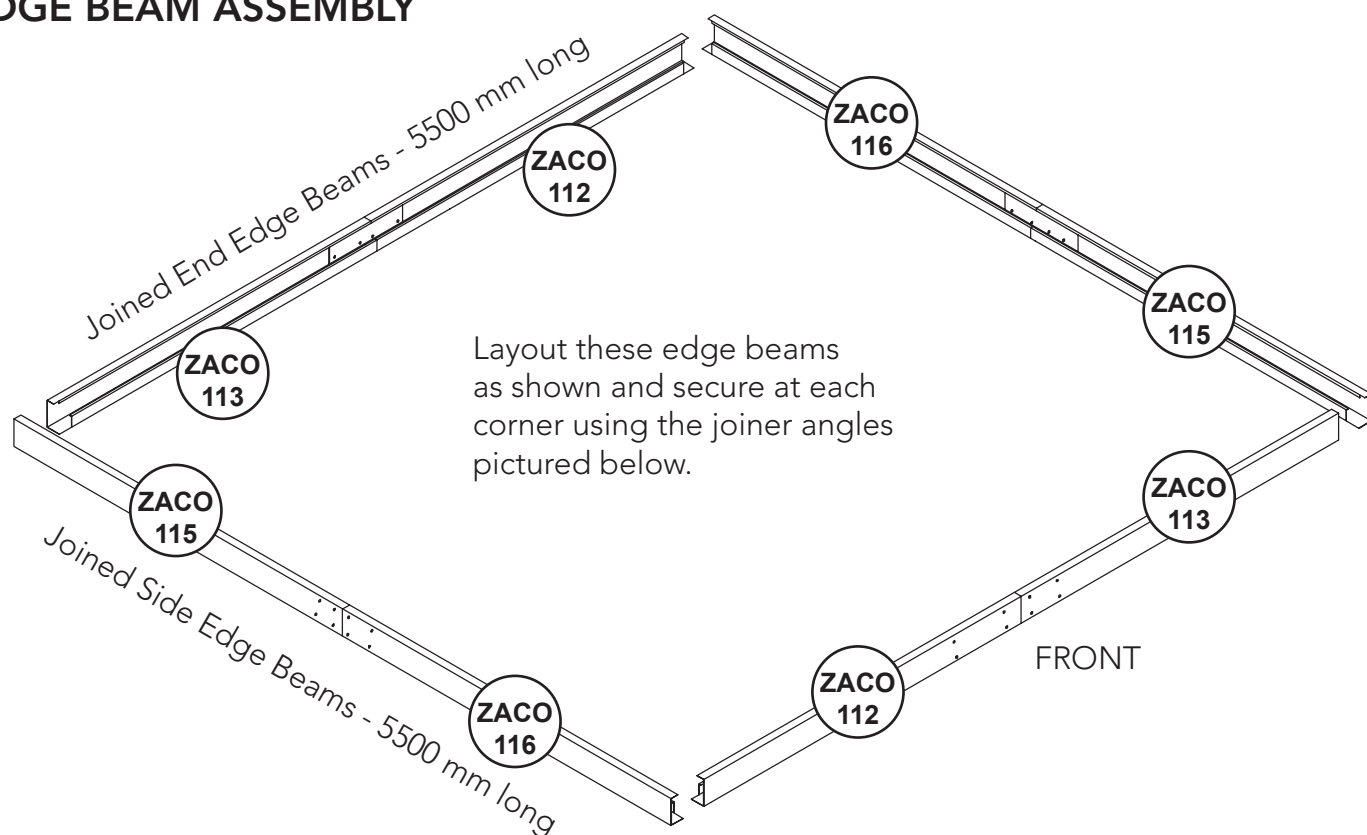 DGE BEAM ASSEMBLY
Joined End Edge Beams - 5500 mm long
ZACO
116
ZACO
112
ZACO
115
ZACO
113
Layout these edge beams
as shown and secure at each
corner using the joiner angles
pictured below.
ZACO
115
ZACO
113
Joined Side Edge Beams - 5500 mm long
FRONT
ZACO
112
ZACO
116